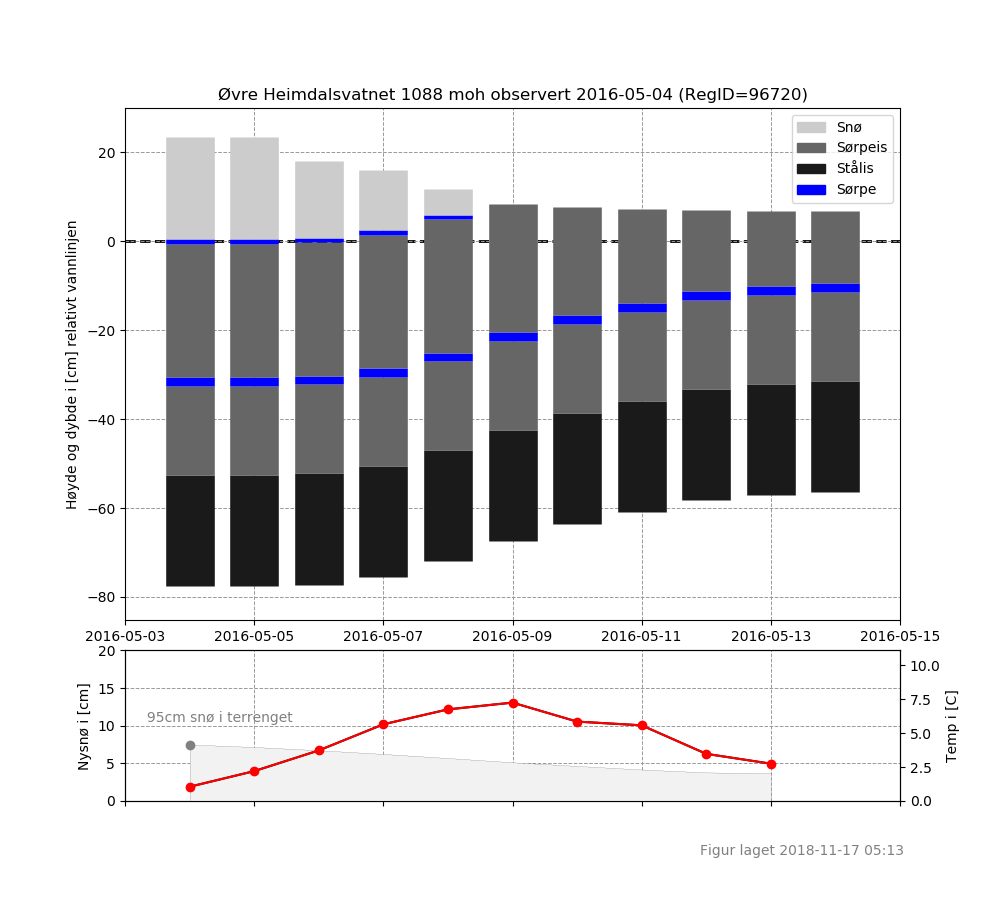 Øvre Heimdalsvatnet 1088 moh observert 2016-05-04 (RegID=96720)
Snø
Sørpeis
Stålis
Sørpe
Høyde og dybde i [cm] relativt vannlinjen
20
0
−20
−40
−60
−80
2016-05-03 2016-05-05 2016-05-07 2016-05-09 2016-05-11 2016-05-13 2016-05-15
Nysnø i [cm]
20
15
10
5
0
95cm snø i terrenget
10.0
7.5
5.0
2.5
0.0
Temp i [C]
Figur laget 2018-11-17 05:13